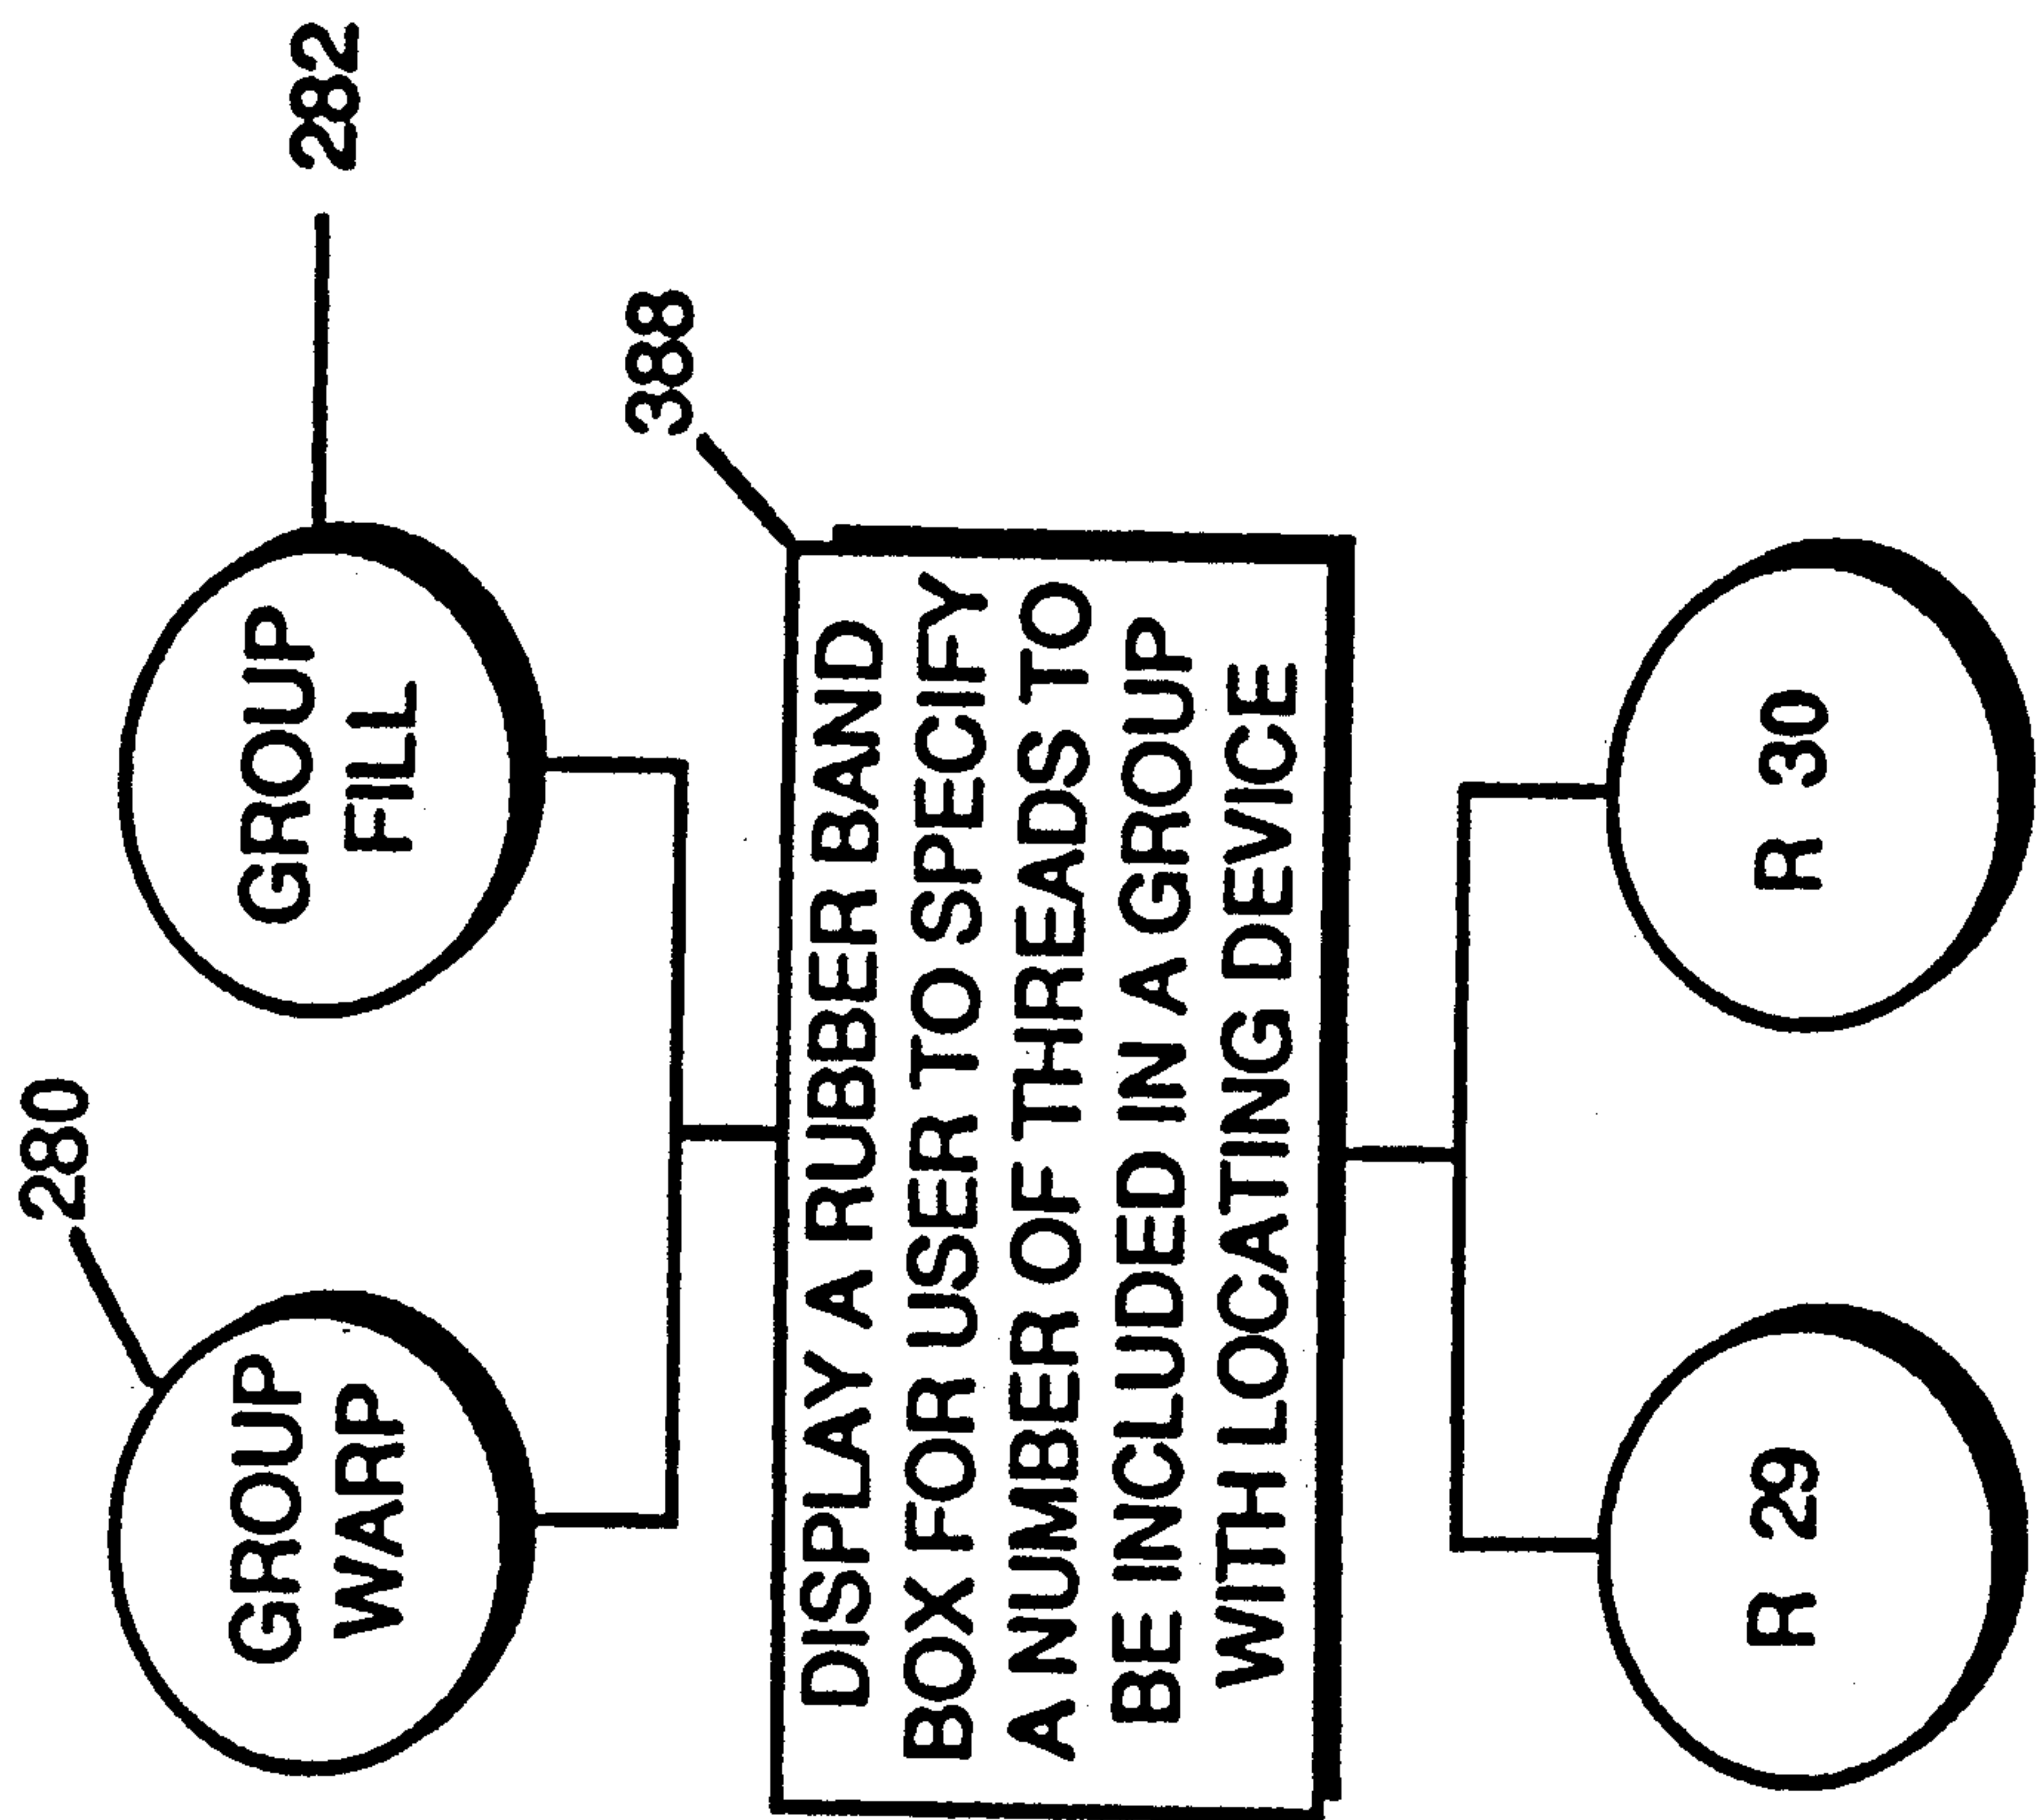 280
GROUP
WARP
GROUP
FILL
282
388
DISPLAY A RUBBER BAND
BOX FOR USER TO SPECIFY
A NUMBER OF THREADS TO
BE INCLUDED IN A GROUP
WITH LOCATING DEVICE
R 29
R 30